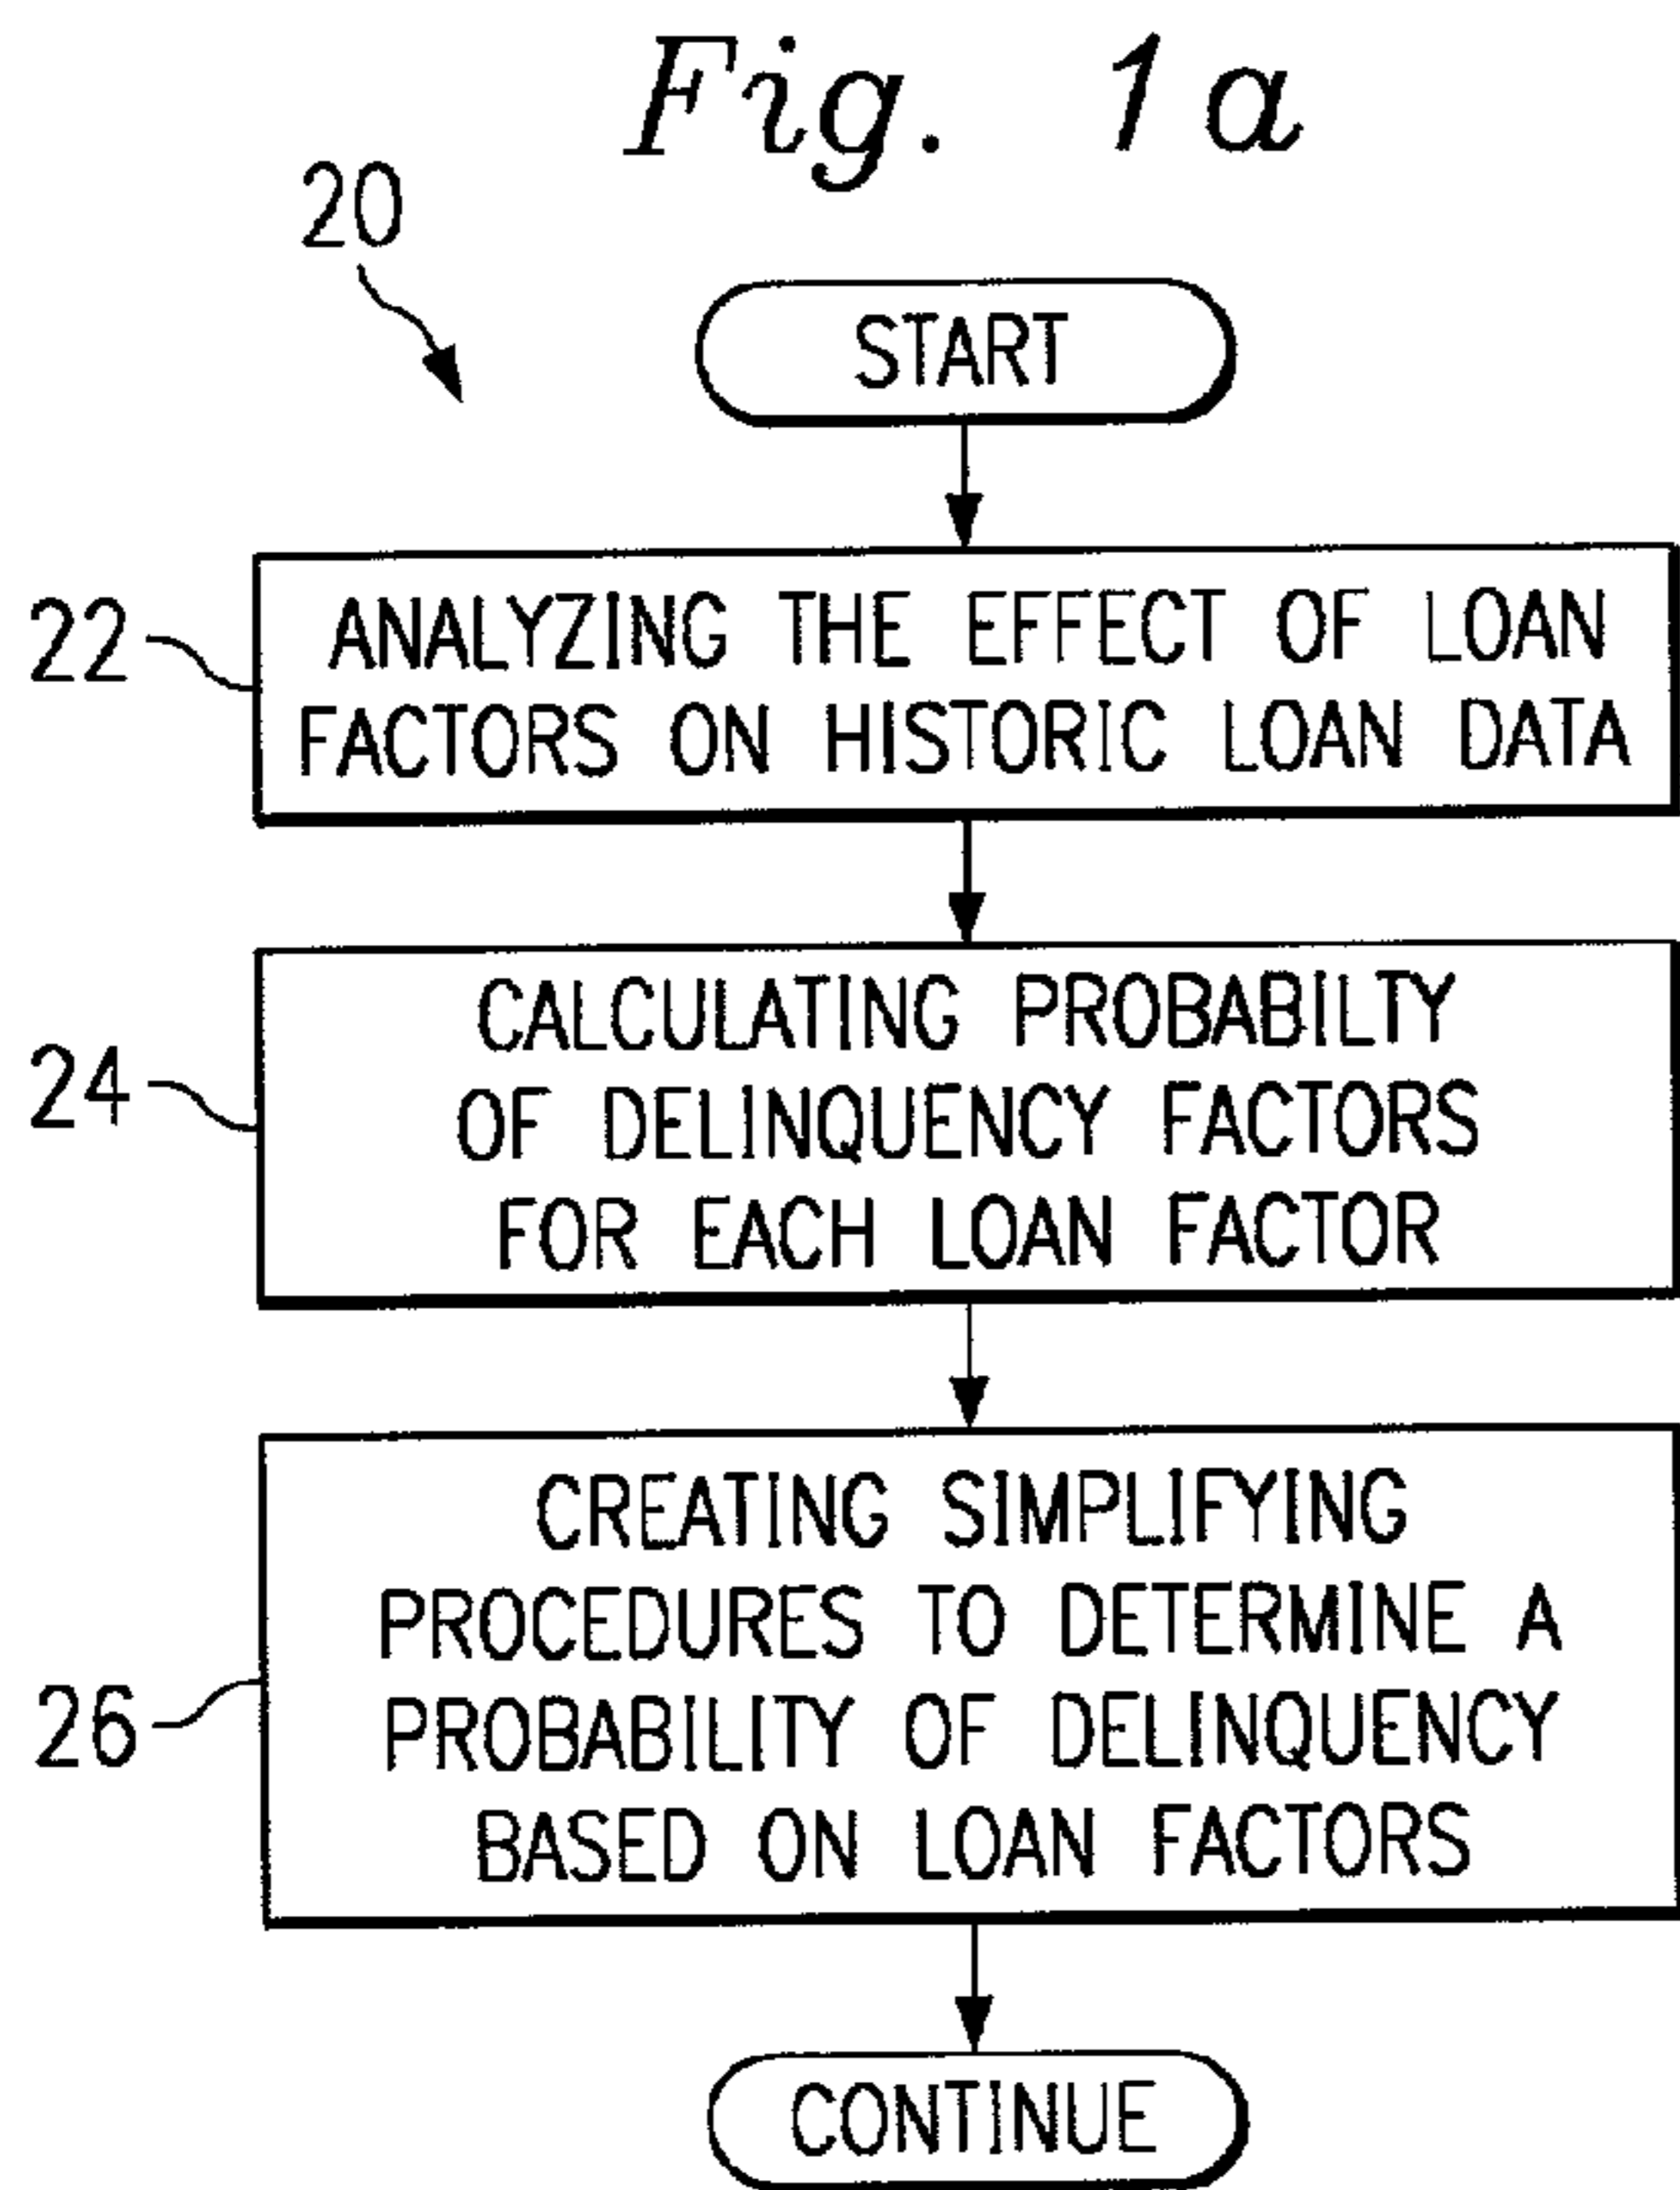 Fig. 1a
20
START
22
ANALYZING THE EFFECT OF LOAN
FACTORS ON HISTORIC LOAN DATA
24
CALCULATING PROBABILTY
OF DELINQUENCY FACTORS
FOR EACH LOAN FACTOR
26
CREATING SIMPLIFYING
PROCEDURES TO DETERMINE A
PROBABILITY OF DELINQUENCY
BASED ON LOAN FACTORS
CONTINUE